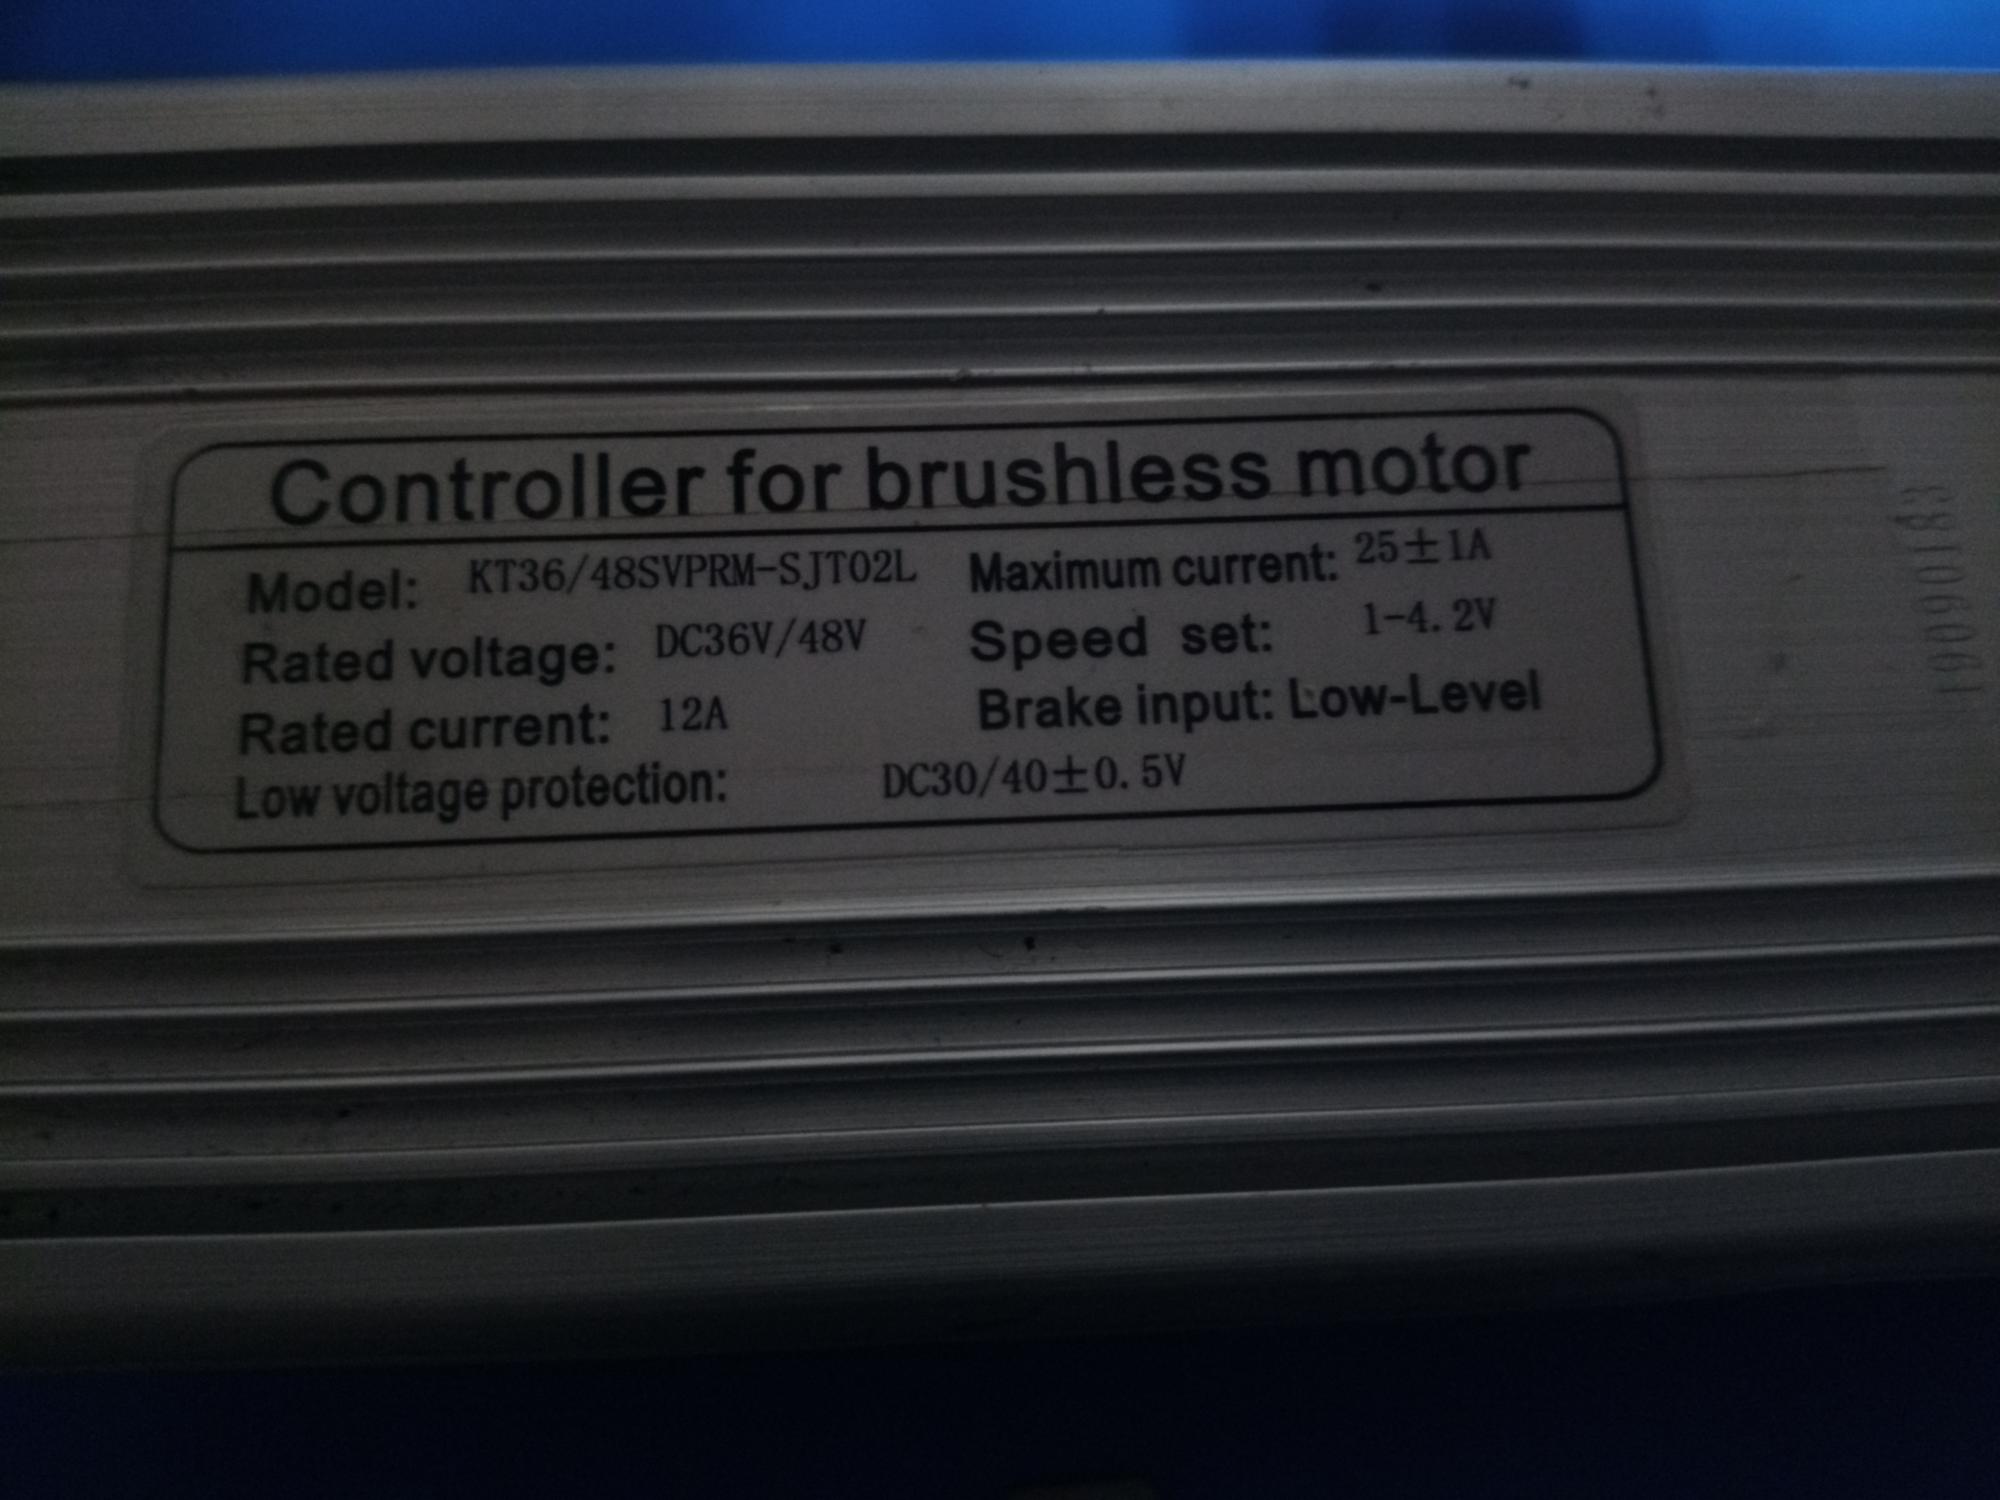 Controller for brushless motor
Model: KT36/48SVPRM-SJT02L Maximum current: 25±1A
Rated voltage: DC36V/48V Speed set: 1-4.2V
Rated current: 12A Brake input: Low-Level
Low voltage protection: DC30/40±0.5V
1909060183